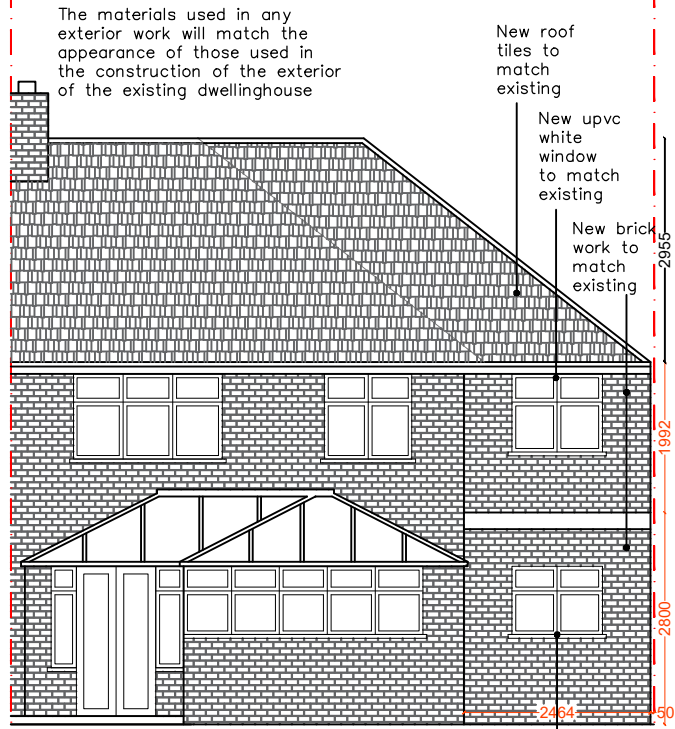 The materials used in any
exterior work will match the
appearance of those used in
the construction of the exterior
of the existing dwellinghouse
New roof
tiles to
match
existing
New upvc
white
window
to match
existing
New brick
work to
match
existing
2955
1992
2800
2464
50